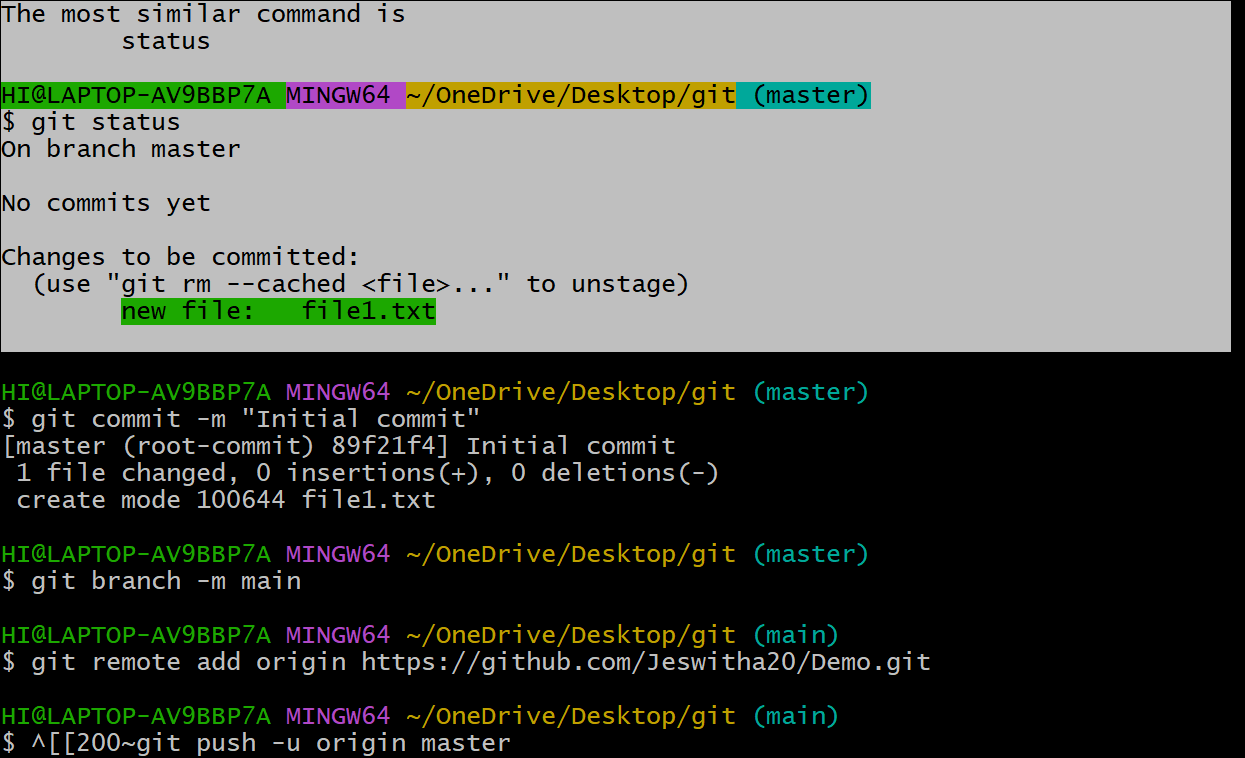 The most similar command is
        status

HI@LAPTOP-AV9BBP7A MINGW64 ~/OneDrive/Desktop/git (master)
$ git status
On branch master

No commits yet

Changes to be committed:
  (use "git rm --cached <file>..." to unstage)
        new file:   file1.txt

HI@LAPTOP-AV9BBP7A MINGW64 ~/OneDrive/Desktop/git (master)
$ git commit -m "Initial commit"
[master (root-commit) 89f21f4] Initial commit
 1 file changed, 0 insertions(+), 0 deletions(-)
 create mode 100644 file1.txt

HI@LAPTOP-AV9BBP7A MINGW64 ~/OneDrive/Desktop/git (master)
$ git branch -m main

HI@LAPTOP-AV9BBP7A MINGW64 ~/OneDrive/Desktop/git (main)
$ git remote add origin https://github.com/Jeswitha20/Demo.git

HI@LAPTOP-AV9BBP7A MINGW64 ~/OneDrive/Desktop/git (main)
$ ^[[200~git push -u origin master